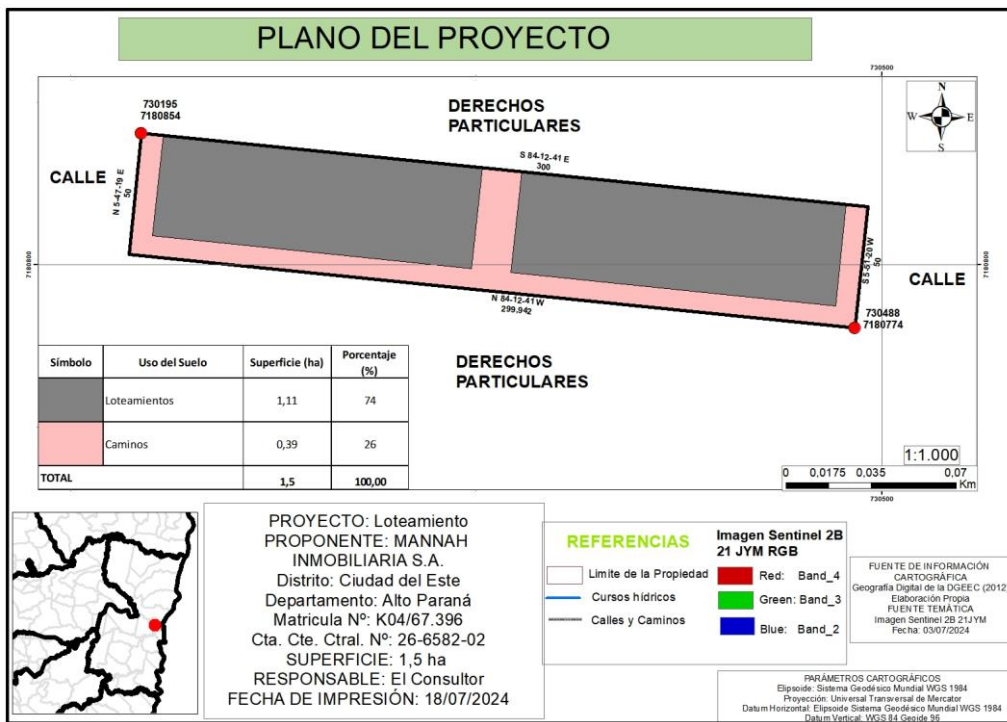 PLANO DEL PROYECTO
730500
730195
7180854
DERECHOS
PARTICULARES
N
W E
S
S 84-12-41 E
300
CALLE
N 5-47-19 E
50
7180800
7180800
S 5-51-20 W
50
CALLE
N 84-12-41 W
299,942
730488
7180774
DERECHOS
PARTICULARES
Símbolo Uso del Suelo Superficie (ha) Porcentaje (%)
Loteamientos 1,11 74
Caminos 0,39 26
TOTAL 1,5 100,00
1:1.000
0 0,0175 0,035 0,07
Km
730500
PROYECTO: Loteamiento
PROPONENTE: MANNAH
INMOBILIARIA S.A.
Distrito: Ciudad del Este
Departamento: Alto Paraná
Matricula Nº: K04/67.396
Cta. Cte. Ctral. Nº: 26-6582-02
SUPERFICIE: 1,5 ha
RESPONSABLE: El Consultor
FECHA DE IMPRESIÓN: 18/07/2024
REFERENCIAS
Limite de la Propiedad
Cursos hídricos
Calles y Caminos
Imagen Sentinel 2B
21 JYM RGB
Red: Band_4
Green: Band_3
Blue: Band_2
FUENTE DE INFORMACIÓN
CARTOGRÁFICA
Geografía Digital de la DGEEC (2012)
Elaboración Propia
FUENTE TEMÁTICA
Imagen Sentinel 2B 21JYM
Fecha: 03/07/2024
PARÁMETROS CARTOGRÁFICOS
Elipsoide: Sistema Geodésico Mundial WGS 1984
Proyección: Universal Transversal de Mercator
Datum Horizontal: Elipsoide Sistema Geodésico Mundial WGS 1984
Datum Vertical: WGS 84 Geoide 96